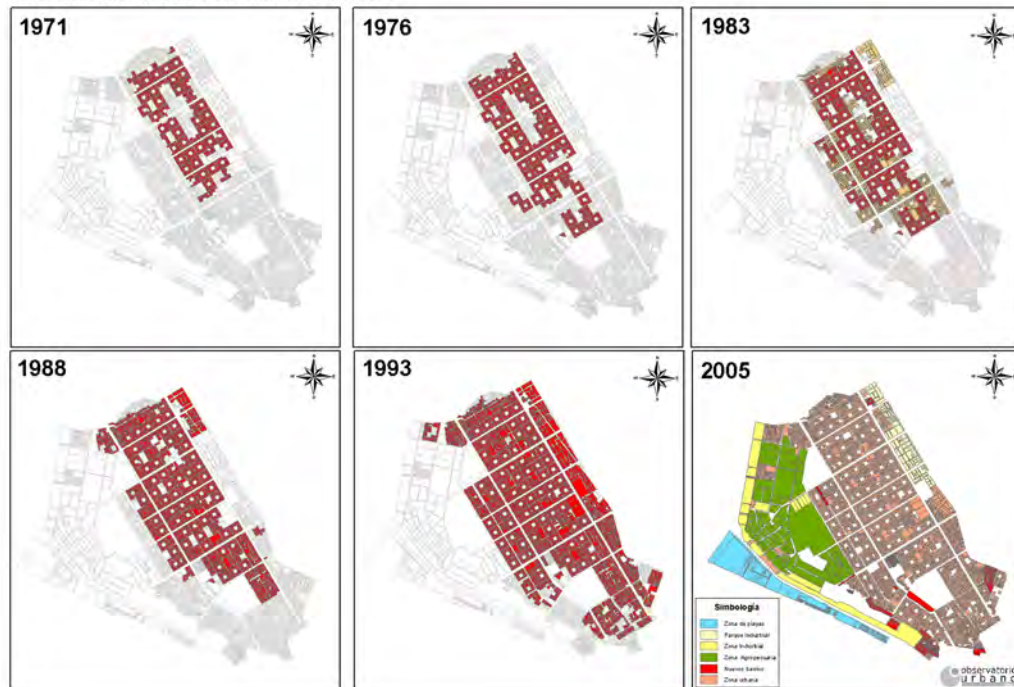 1971
1976
1983
1988
1993
2005
Simbología
Zona de playas
Parque Industrial
Zona Industrial
Zona Agropecuaria
Nuevos barrios
Zona urbana
observatorio
urbano